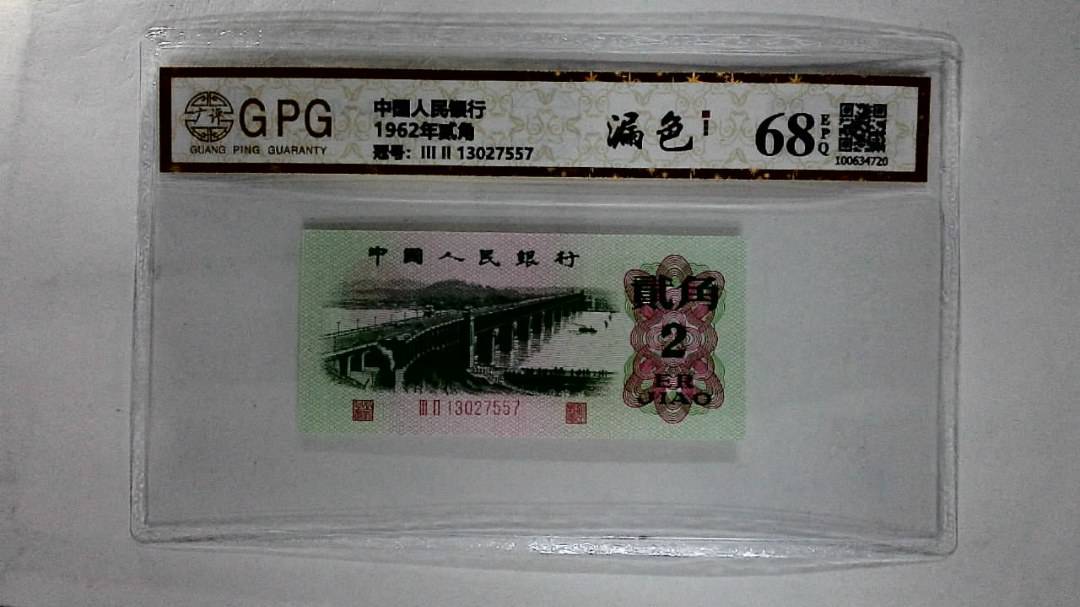 GPG
GUANG PING GUARANTY
中國人民银行
1962年贰角
冠号：III II 13027557
漏色
68 EPQ
100634720
中國人民銀行
貳角
2
ER
JIAO
III II 13027557